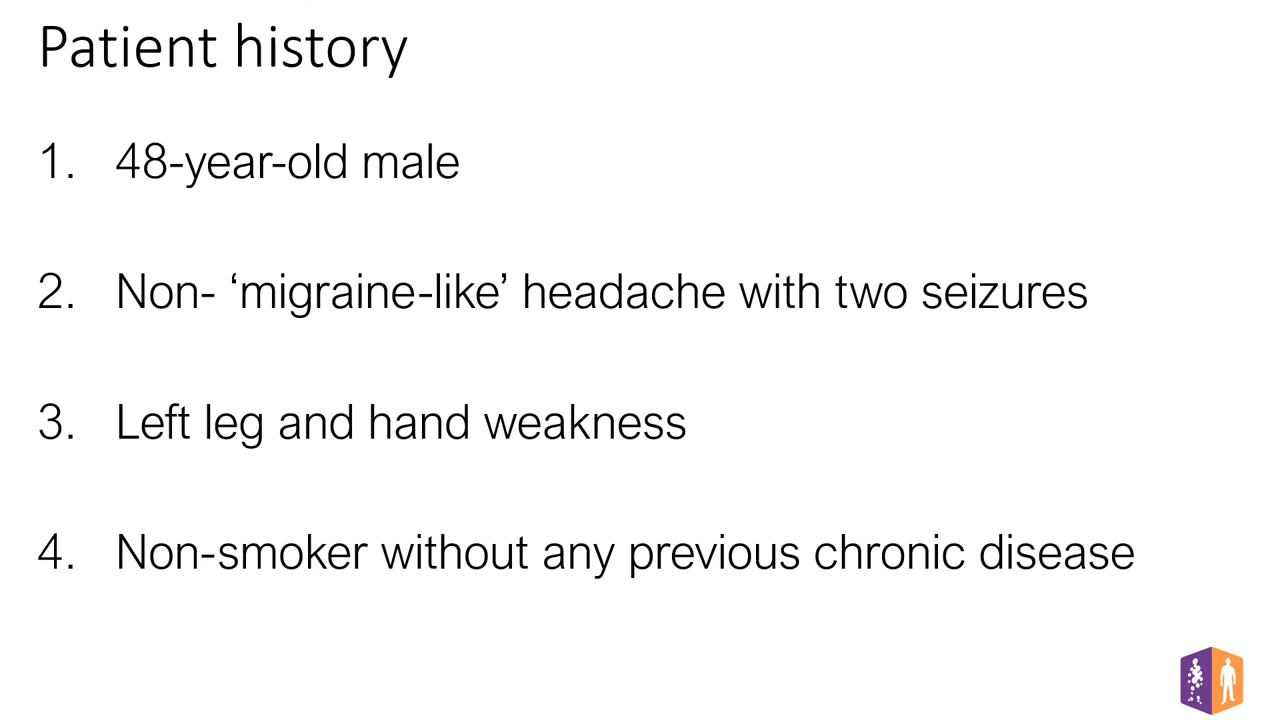 Patient history
1. 48-year-old male
2. Non- ‘migraine-like’ headache with two seizures
3. Left leg and hand weakness
4. Non-smoker without any previous chronic disease